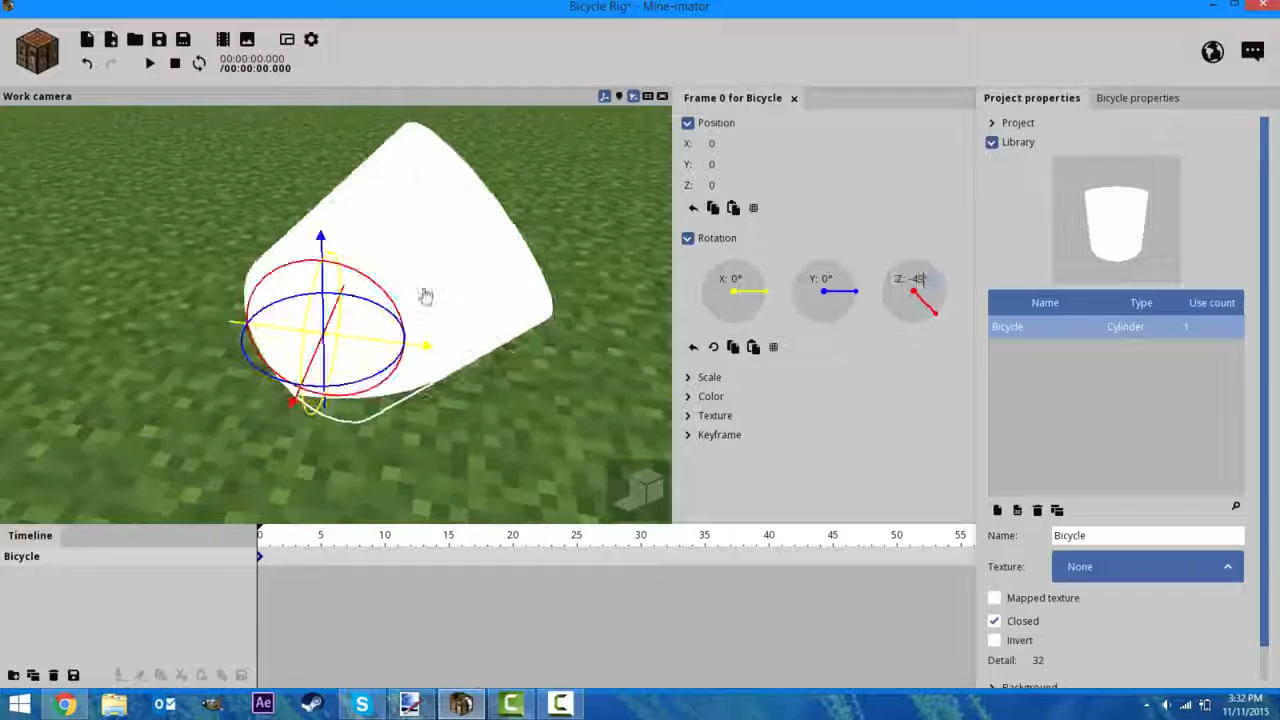 Bicycle Rig* - Mine-imator
00:00:00.000
/00:00:00.000
Work camera
Frame 0 for Bicycle
Position
X: 0
Y: 0
Z: 0
Rotation
X: 0°
Y: 0°
Z: -45
Scale
Color
Texture
Keyframe
Project properties
Bicycle properties
Project
Library
Name Type Use count
Bicycle Cylinder 1
Name: Bicycle
Texture: None
Mapped texture
Closed
Invert
Detail: 32
Background
Timeline
0 5 10 15 20 25 30 35 40 45 50 55
Bicycle
Ae
3:32 PM
11/11/2015